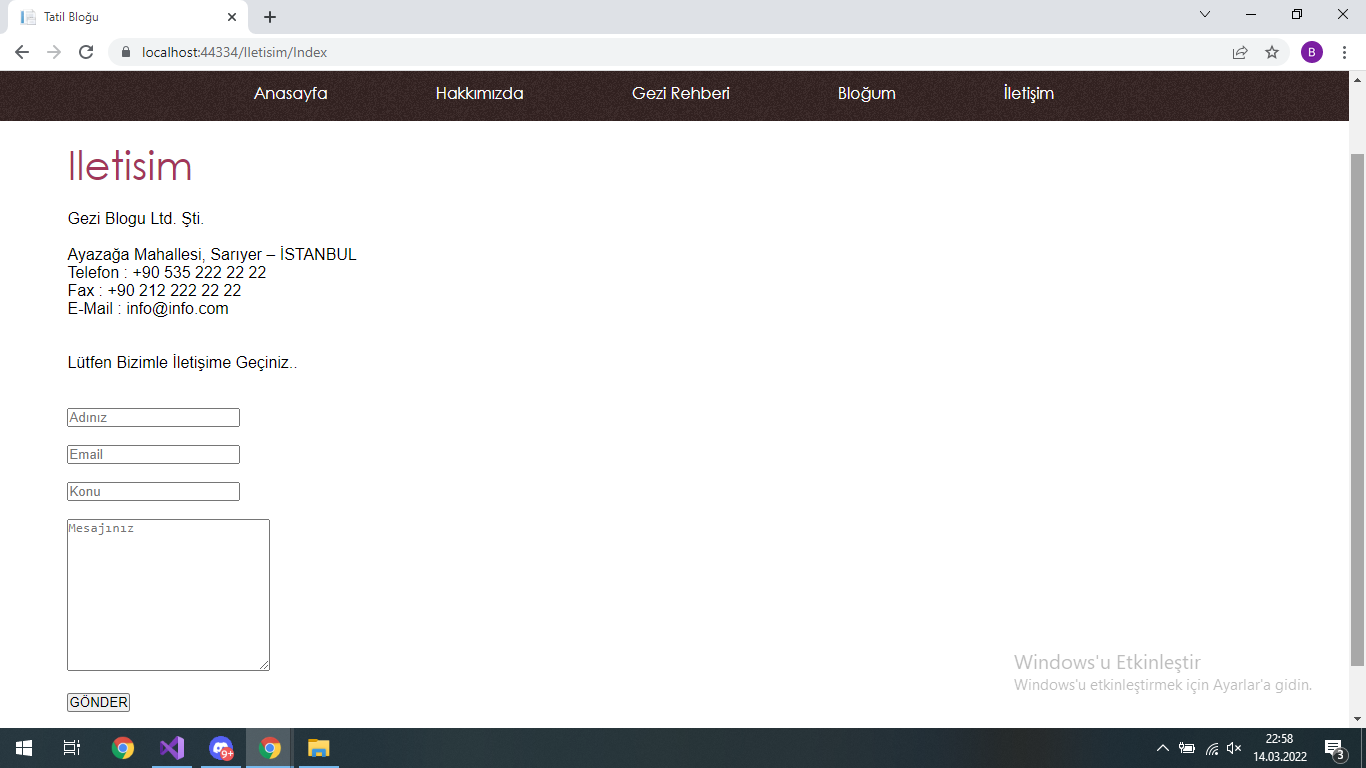 Tatil Bloğu
localhost:44334/Iletisim/Index
B
Anasayfa Hakkımızda Gezi Rehberi Bloğum İletişim
Iletisim
Gezi Blogu Ltd. Şti.
Ayazağa Mahallesi, Sarıyer – İSTANBUL
Telefon : +90 535 222 22 22
Fax : +90 212 222 22 22
E-Mail : info@info.com
Lütfen Bizimle İletişime Geçiniz..
Adınız
Email
Konu
Mesajınız
GÖNDER
Windows'u Etkinleştir
Windows'u etkinleştirmek için Ayarlar'a gidin.
9+
22:58
14.03.2022
3